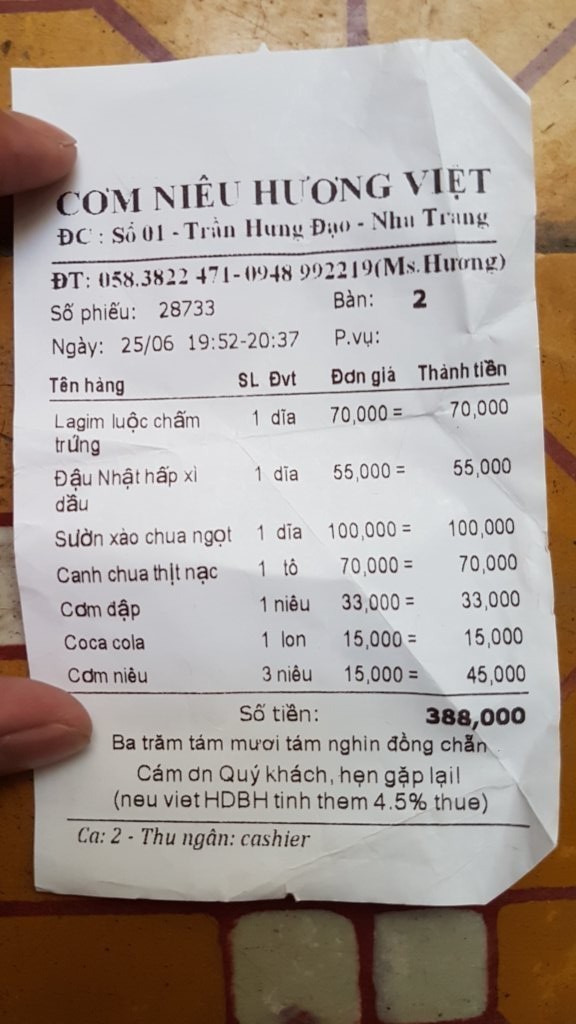 CƠM NIÊU HƯƠNG VIỆT
ĐC : Số 01 - Trần Hưng Đạo - Nha Trang
ĐT: 058.3822 471- 0948 992219(Ms. Hương)
Số phiếu: 28733 Bàn: 2
Ngày: 25/06 19:52-20:37 P.vụ:
Tên hàng SL Đvt Đơn giá Thành tiền
Lagim luộc chấm 1 dĩa 70,000 = 70,000
trứng
Đậu Nhật hấp xì 1 dĩa 55,000 = 55,000
dầu
Sườn xào chua ngọt 1 dĩa 100,000 = 100,000
Canh chua thịt nạc 1 tô 70,000 = 70,000
Cơm đập 1 niêu 33,000 = 33,000
Coca cola 1 lon 15,000 = 15,000
Cơm niêu 3 niêu 15,000 = 45,000
Số tiền: 388,000
Ba trăm tám mươi tám nghìn đồng chẵn
Cám ơn Quý khách, hẹn gặp lại!
(neu viet HDBH tinh them 4.5% thue)
Ca: 2 - Thu ngân: cashier